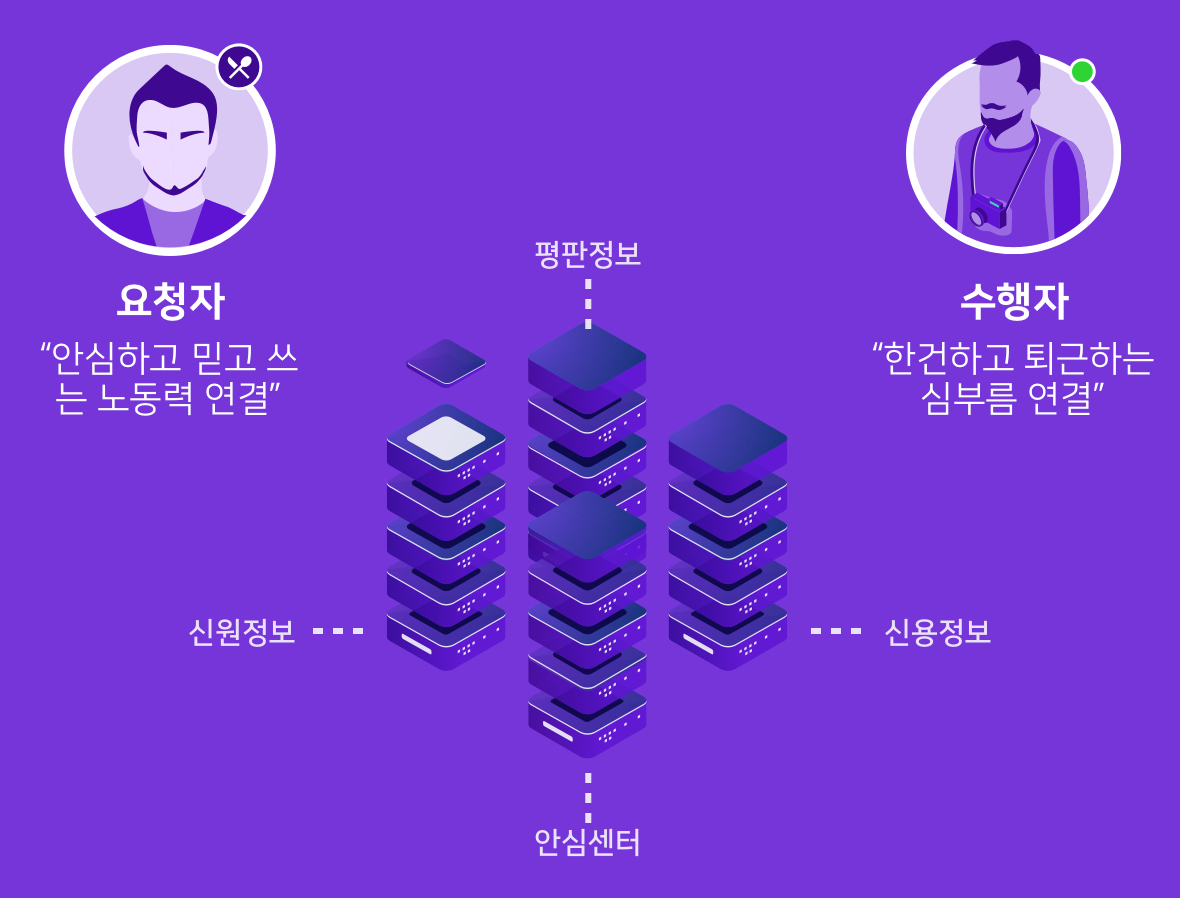 요청자
“안심하고 믿고 쓰
는 노동력 연결”
수행자
“한건하고 퇴근하는
심부름 연결”
평판정보
신원정보
신용정보
안심센터